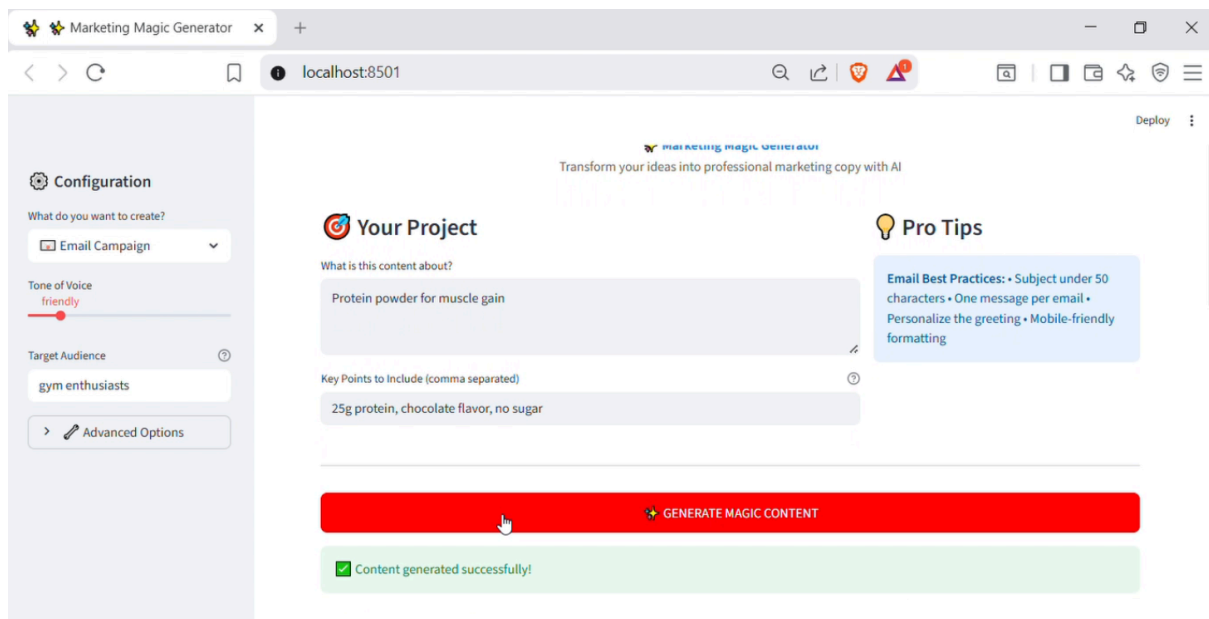 Marketing Magic Generator
localhost:8501
Deploy
Marketing Magic Generator
Transform your ideas into professional marketing copy with AI
Configuration
What do you want to create?
Email Campaign
Tone of Voice
friendly
Target Audience
gym enthusiasts
Advanced Options
Your Project
What is this content about?
Protein powder for muscle gain
Key Points to Include (comma separated)
25g protein, chocolate flavor, no sugar
Pro Tips
Email Best Practices: • Subject under 50
characters • One message per email •
Personalize the greeting • Mobile-friendly
formatting
GENERATE MAGIC CONTENT
Content generated successfully!